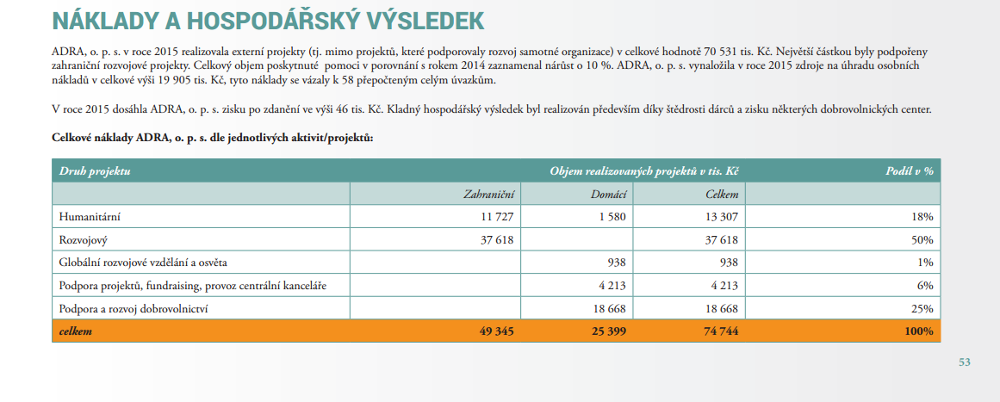 NÁKLADY A HOSPODÁŘSKÝ VÝSLEDEK
ADRA, o. p. s. v roce 2015 realizovala externí projekty (tj. mimo projektů, které podporovaly rozvoj samotné organizace) v celkové hodnotě 70 531 tis. Kč. Největší částkou byly podpořeny
zahraniční rozvojové projekty. Celkový objem poskytnuté pomoci v porovnání s rokem 2014 zaznamenal nárůst o 10 %. ADRA, o. p. s. vynaložila v roce 2015 zdroje na úhradu osobních
nákladů v celkové výši 19 905 tis. Kč, tyto náklady se vázaly k 58 přepočteným celým úvazkům.
V roce 2015 dosáhla ADRA, o. p. s. zisku po zdanění ve výši 46 tis. Kč. Kladný hospodářský výsledek byl realizován především díky štědrosti dárců a zisku některých dobrovolnických center.
Celkové náklady ADRA, o. p. s. dle jednotlivých aktivit/projektů:
Druh projektu Objem realizovaných projektů v tis. Kč Podíl v %
Zahraniční Domácí Celkem
Humanitární 11 727 1 580 13 307 18%
Rozvojový 37 618 37 618 50%
Globální rozvojové vzdělání a osvěta 938 938 1%
Podpora projektů, fundraising, provoz centrální kanceláře 4 213 4 213 6%
Podpora a rozvoj dobrovolnictví 18 668 18 668 25%
celkem 49 345 25 399 74 744 100%
53